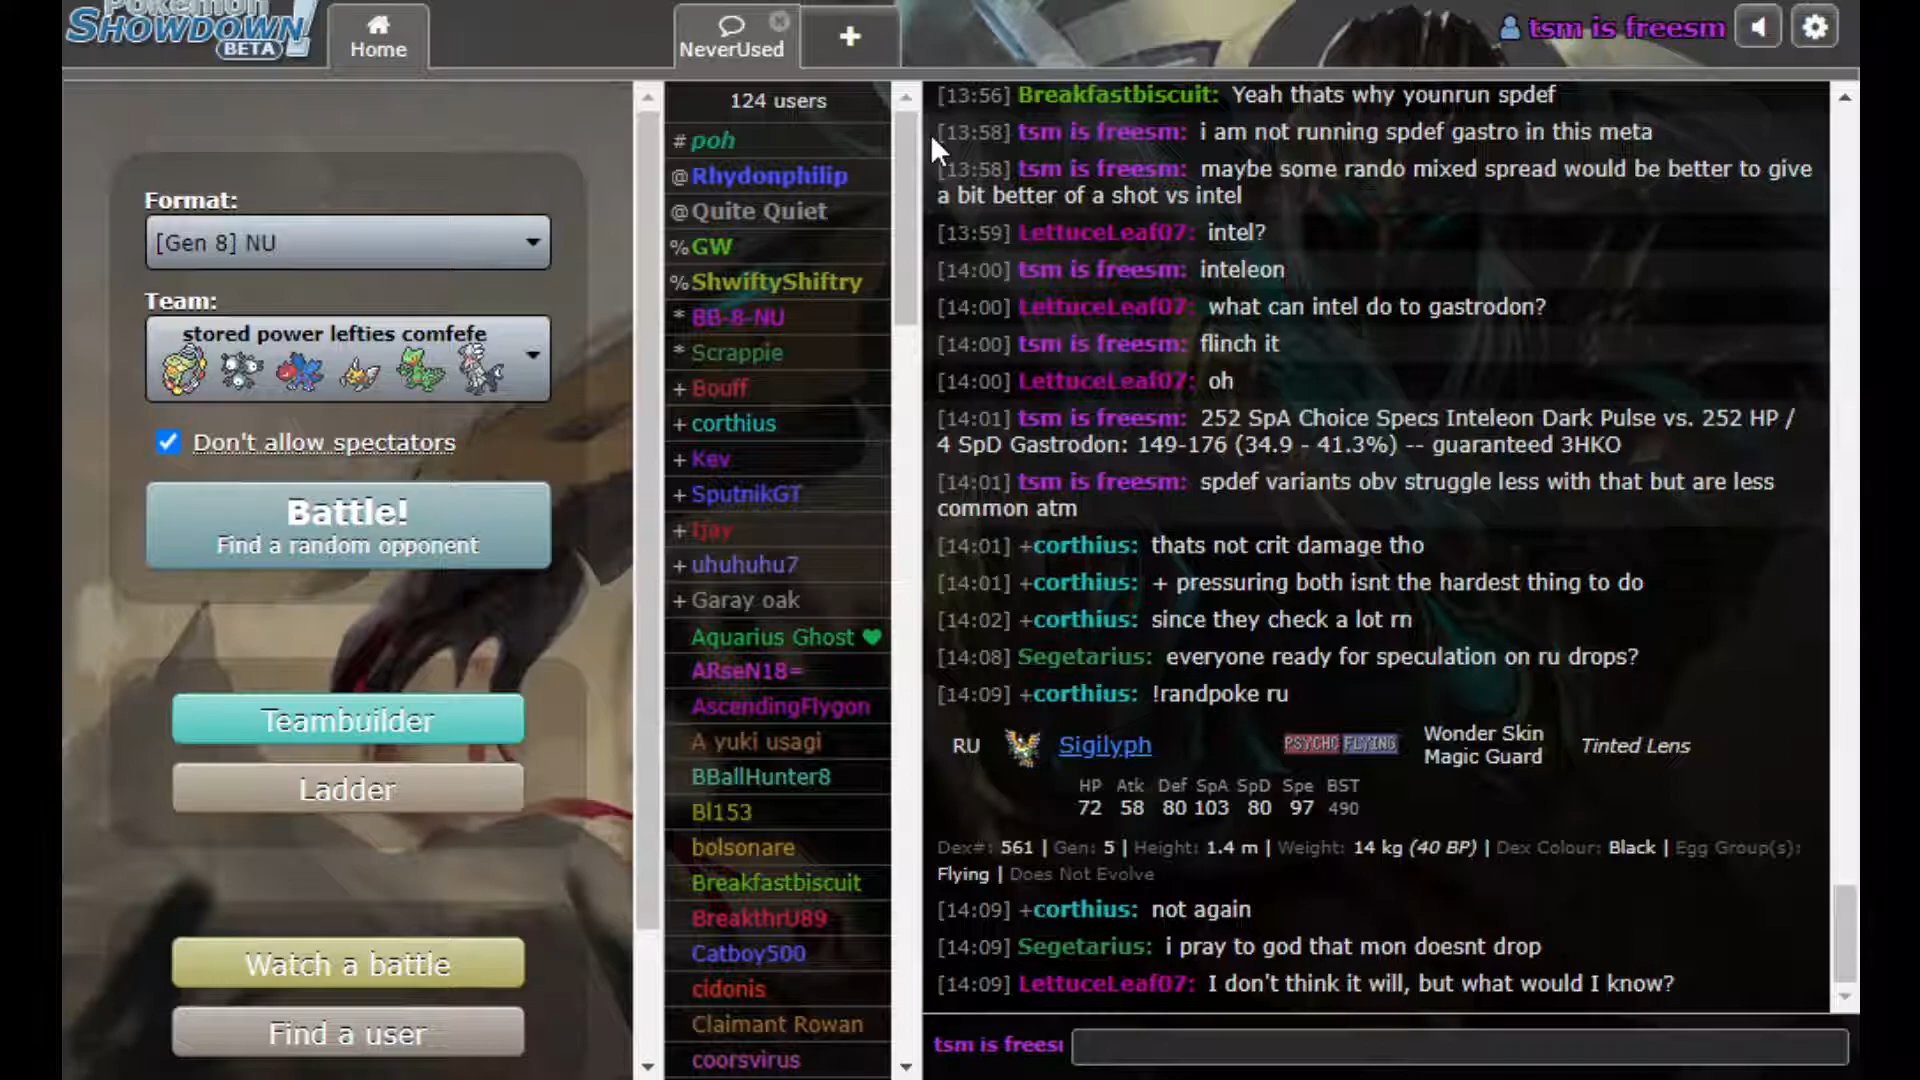 Pokémon
SHOWDOWN!
BETA
Home
NeverUsed
tsm is freesm
Format:
[Gen 8] NU
Team:
stored power lefties comfefe
Don't allow spectators
Battle!
Find a random opponent
Teambuilder
Ladder
Watch a battle
Find a user
124 users
# poh
@ Rhydonphilip
@ Quite Quiet
% GW
% ShwiftyShiftry
* BB-8-NU
* Scrappie
+ Bouff
+ corthius
+ Kev
+ SputnikGT
+ Tjay
+ uhuhuhu7
+ Garay oak
Aquarius Ghost ♥
ARseN18=
AscendingFlygon
A yuki usagi
BBallHunter8
Bl153
bolsonare
Breakfastbiscuit
BreakthrU89
Catboy500
cidonis
Claimant Rowan
coorsvirus
[13:56] Breakfastbiscuit: Yeah thats why younrun spdef
[13:58] tsm is freesm: i am not running spdef gastro in this meta
[13:58] tsm is freesm: maybe some rando mixed spread would be better to give
a bit better of a shot vs intel
[13:59] LettuceLeaf07: intel?
[14:00] tsm is freesm: inteleon
[14:00] LettuceLeaf07: what can intel do to gastrodon?
[14:00] tsm is freesm: flinch it
[14:00] LettuceLeaf07: oh
[14:01] tsm is freesm: 252 SpA Choice Specs Inteleon Dark Pulse vs. 252 HP /
4 SpD Gastrodon: 149-176 (34.9 - 41.3%) -- guaranteed 3HKO
[14:01] tsm is freesm: spdef variants obv struggle less with that but are less
common atm
[14:01] +corthius: thats not crit damage tho
[14:01] +corthius: + pressuring both isnt the hardest thing to do
[14:02] +corthius: since they check a lot rn
[14:08] Segetarius: everyone ready for speculation on ru drops?
[14:09] +corthius: !randpoke ru
RU Sigilyph PSYCHC FLYING Wonder Skin Magic Guard Tinted Lens
HP Atk Def SpA SpD Spe BST
72 58 80 103 80 97 490
Dex#: 561 | Gen: 5 | Height: 1.4 m | Weight: 14 kg (40 BP) | Dex Colour: Black | Egg Group(s):
Flying | Does Not Evolve
[14:09] +corthius: not again
[14:09] Segetarius: i pray to god that mon doesnt drop
[14:09] LettuceLeaf07: I don't think it will, but what would I know?
tsm is freesi